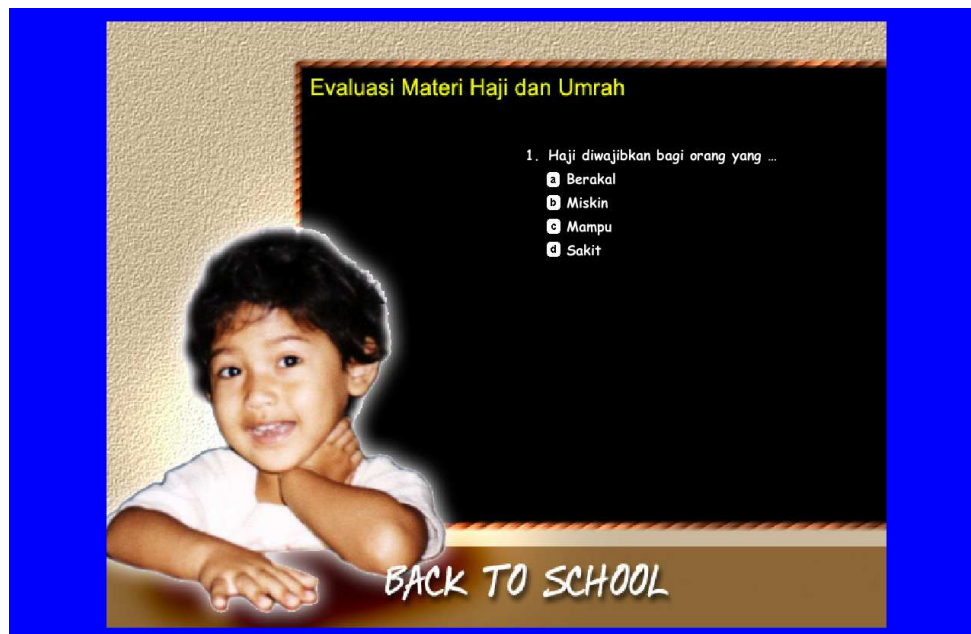 Evaluasi Materi Haji dan Umrah
1. Haji diwajibkan bagi orang yang ...
a Berakal
b Miskin
c Mampu
d Sakit
BACK TO SCHOOL